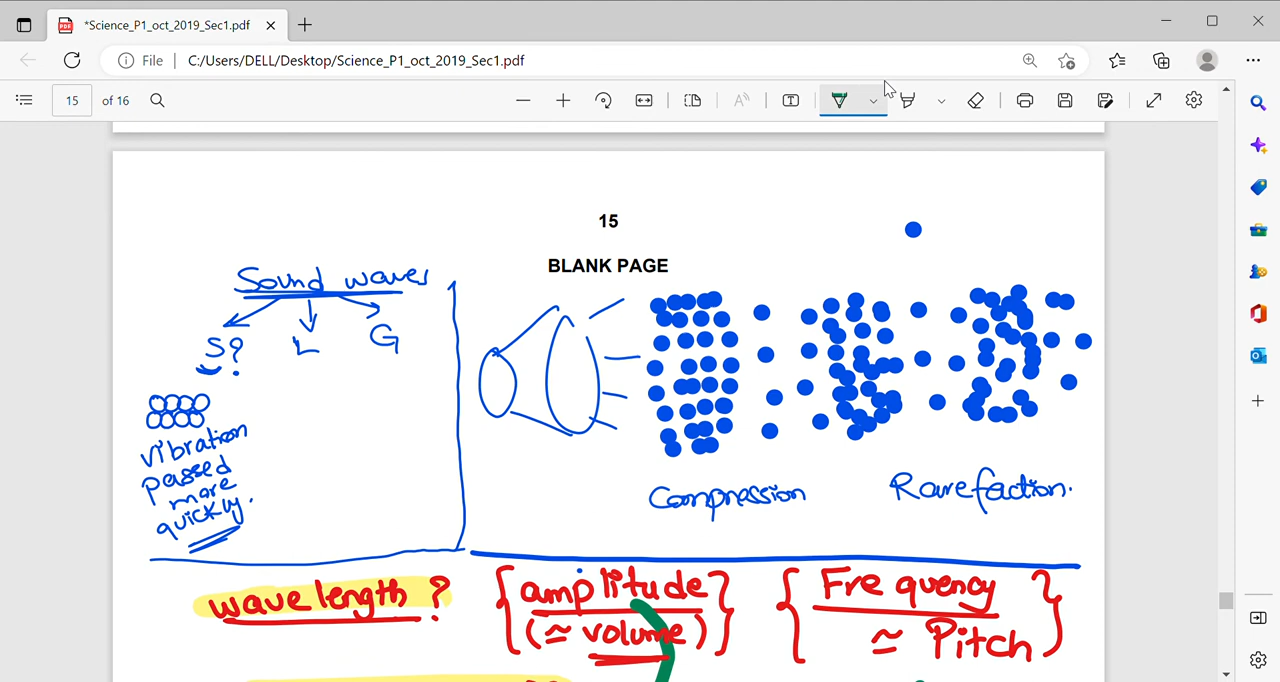 *Science_P1_oct_2019_Sec1.pdf
File
C:/Users/DELL/Desktop/Science_P1_oct_2019_Sec1.pdf
15 of 16
15
BLANK PAGE
Sound waves
S? L G
vibration
passed
more
quickly.
Compression
Rarefaction.
wavelength? {amplitude} {Frequency
(≃ volume) ≃ Pitch}